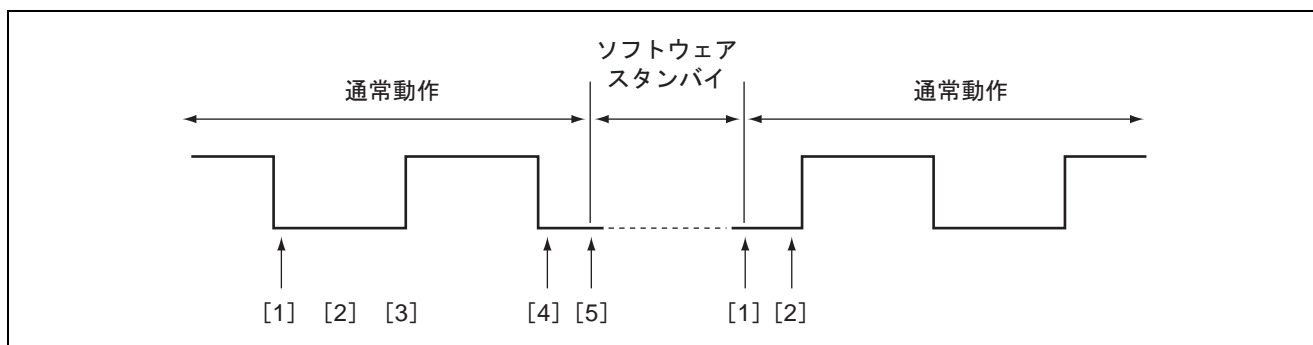 ソフトウェア
スタンバイ
通常動作
通常動作
[1] [2] [3] [4] [5] [1] [2]